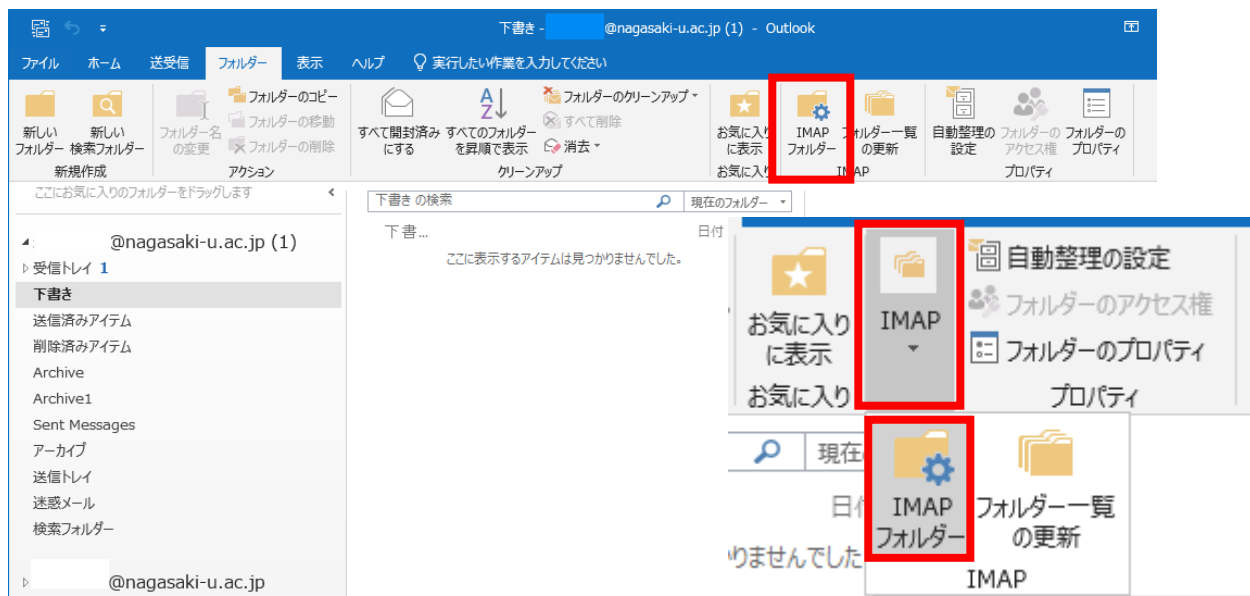 下書き - @nagasaki-u.ac.jp (1) - Outlook
ファイル ホーム 送受信 フォルダー 表示 ヘルプ 実行したい作業を入力してください
新しい
フォルダー
新しい
検索フォルダー
新規作成
フォルダー名
の変更
フォルダーのコピー
フォルダーの移動
フォルダーの削除
アクション
すべて開封済み
にする
すべてのフォルダー
を昇順で表示
フォルダーのクリーンアップ
すべて削除
消去
クリーンアップ
お気に入り
に表示
お気に入り
IMAP
フォルダー
フォルダー一覧
の更新
IMAP
自動整理の
設定
フォルダーの
アクセス権
フォルダーの
プロパティ
プロパティ
ここにお気に入りのフォルダーをドラッグします
@nagasaki-u.ac.jp (1)
受信トレイ 1
下書き
送信済みアイテム
削除済みアイテム
Archive
Archive1
Sent Messages
アーカイブ
送信トレイ
迷惑メール
検索フォルダー
@nagasaki-u.ac.jp
下書き の検索 現在のフォルダー
下書... 日付
ここに表示するアイテムは見つかりませんでした。
お気に入り
に表示
お気に入り
IMAP
自動整理の設定
フォルダーのアクセス権
フォルダーのプロパティ
プロパティ
現在
日付
かりませんでした
IMAP
フォルダー
フォルダー一覧
の更新
IMAP